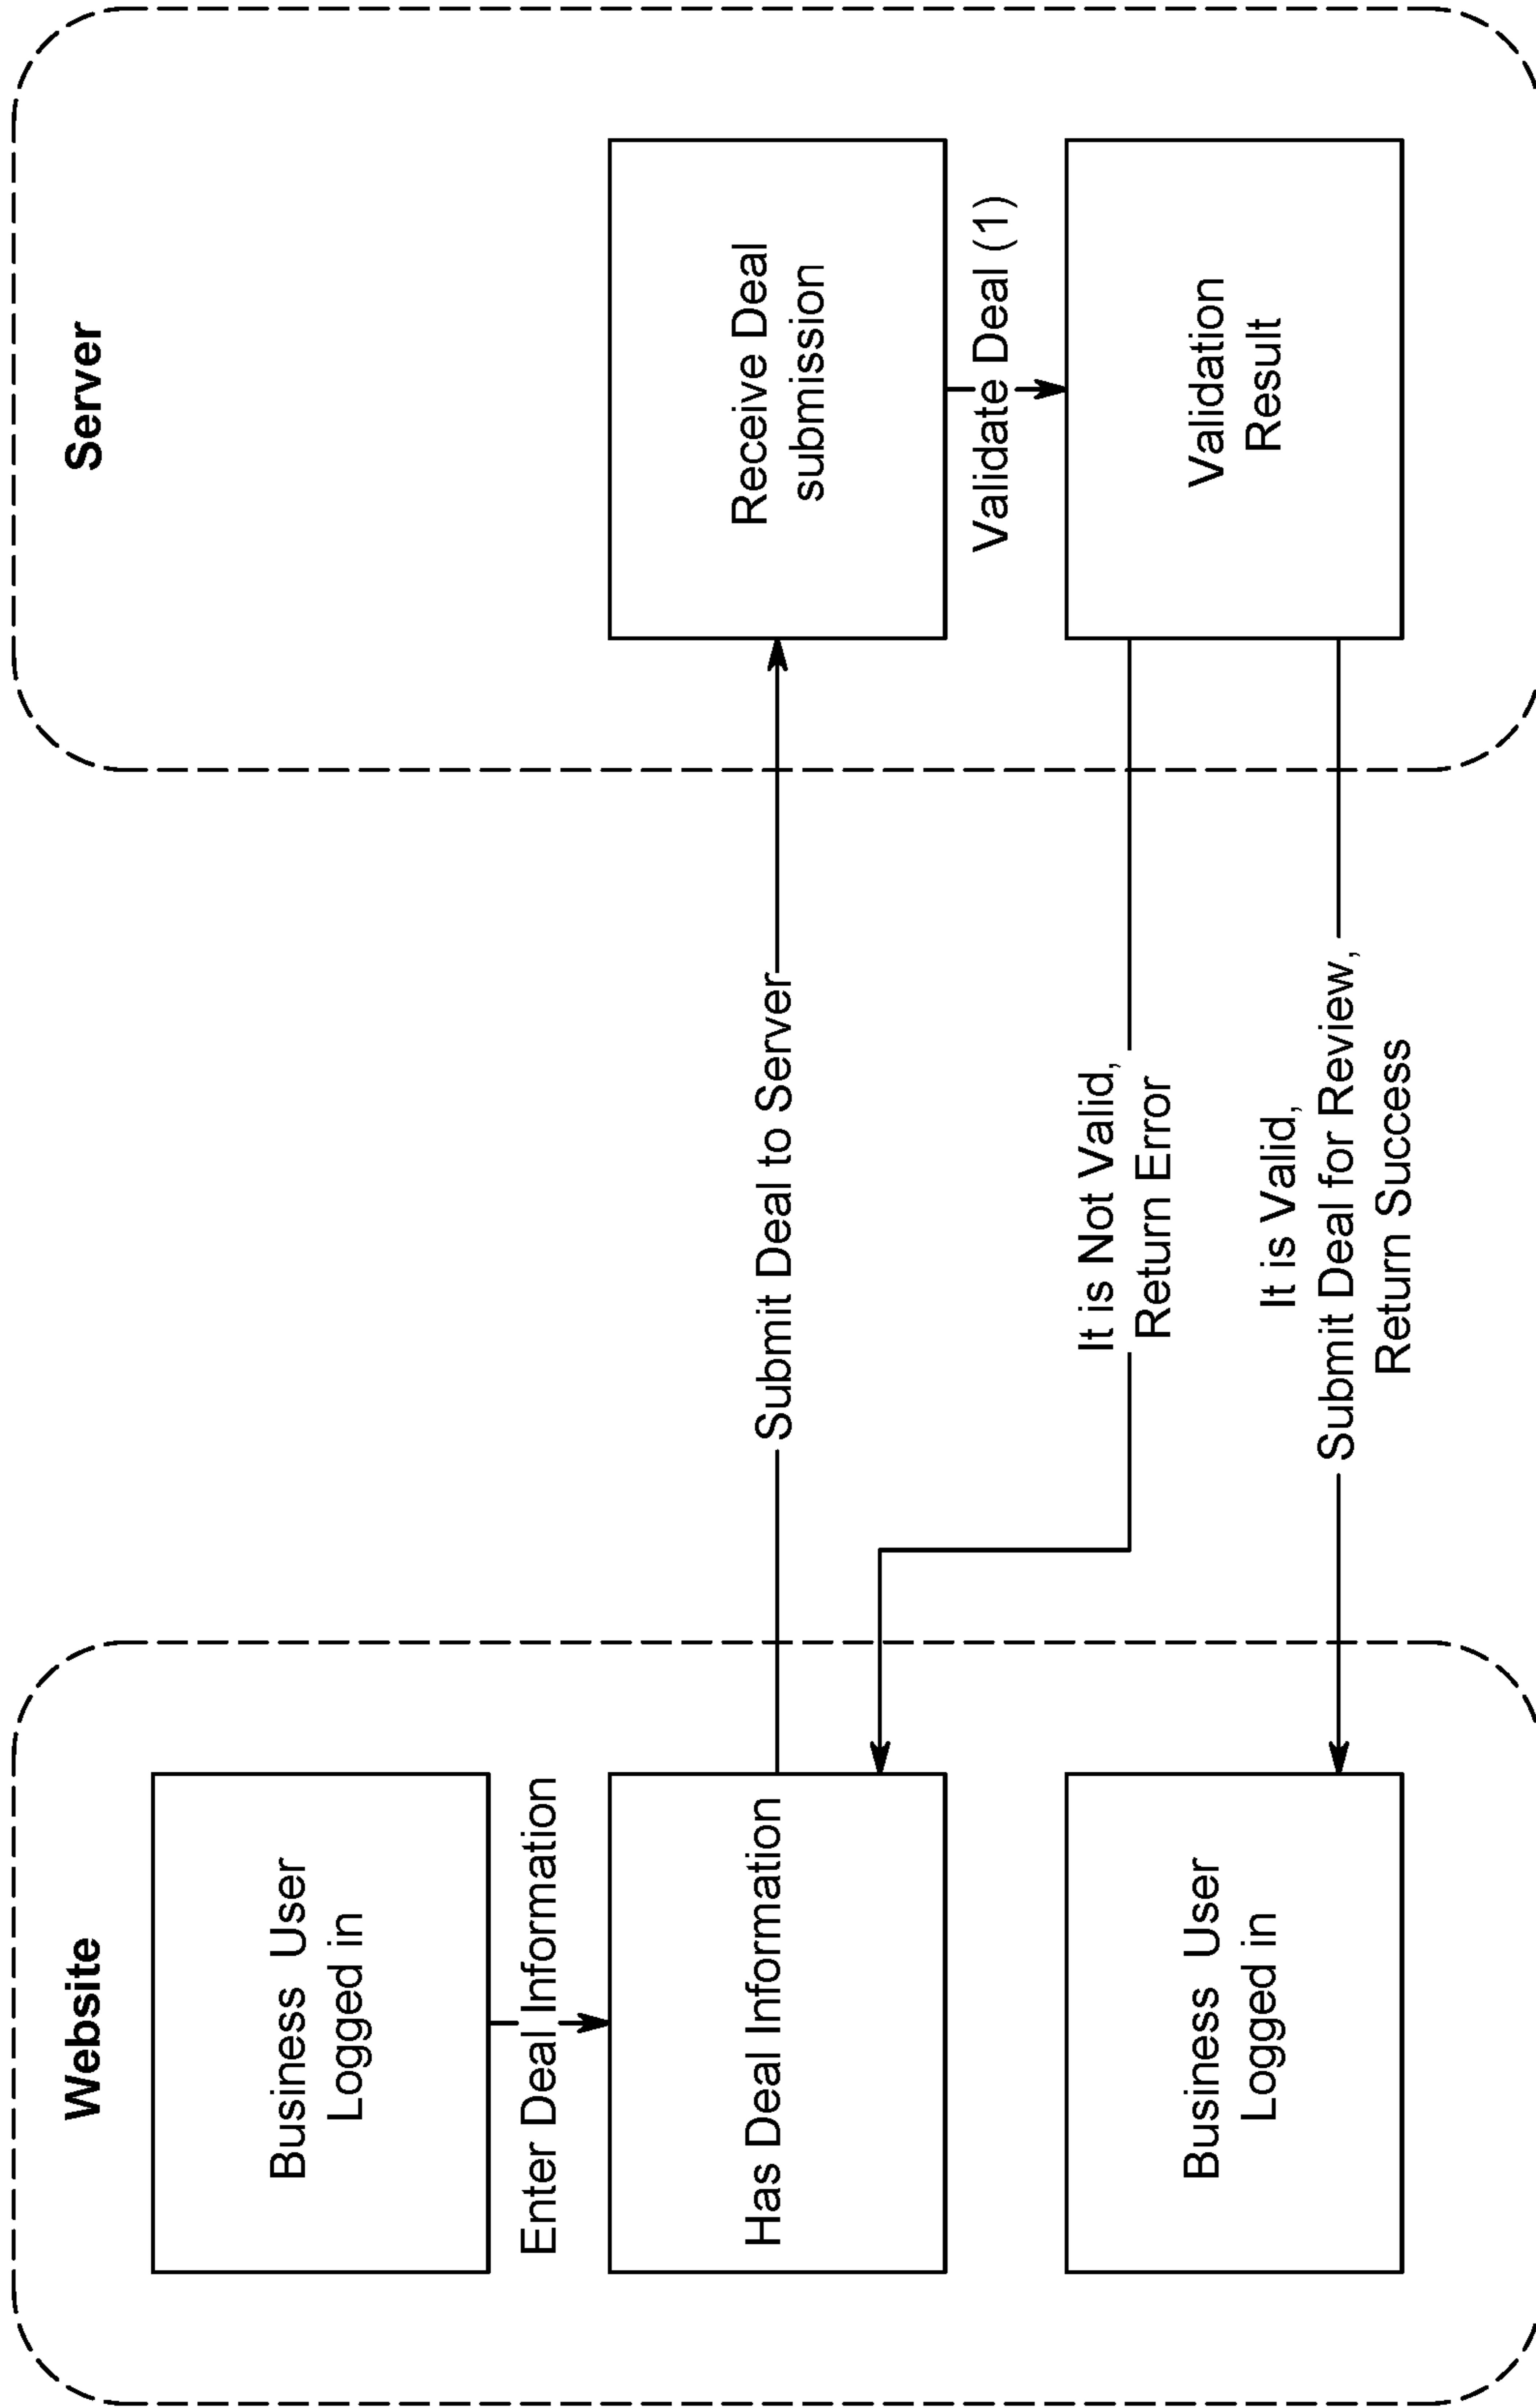 Website
Business User
Logged in
Enter Deal Information
Has Deal Information
Submit Deal to Server
Server
Receive Deal
submission
Validate Deal (1)
Validation
Result
It is Not Valid,
Return Error
It is Valid,
Submit Deal for Review,
Return Success
Business User
Logged in